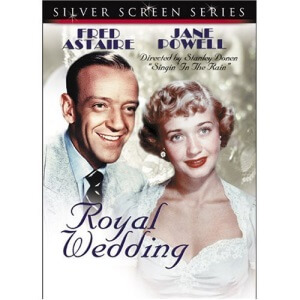 SILVER SCREEN SERIES
FRED
ASTAIRE
JANE
POWELL
Directed by Stanley Donen
"Singin' In The Rain"
Royal
Wedding